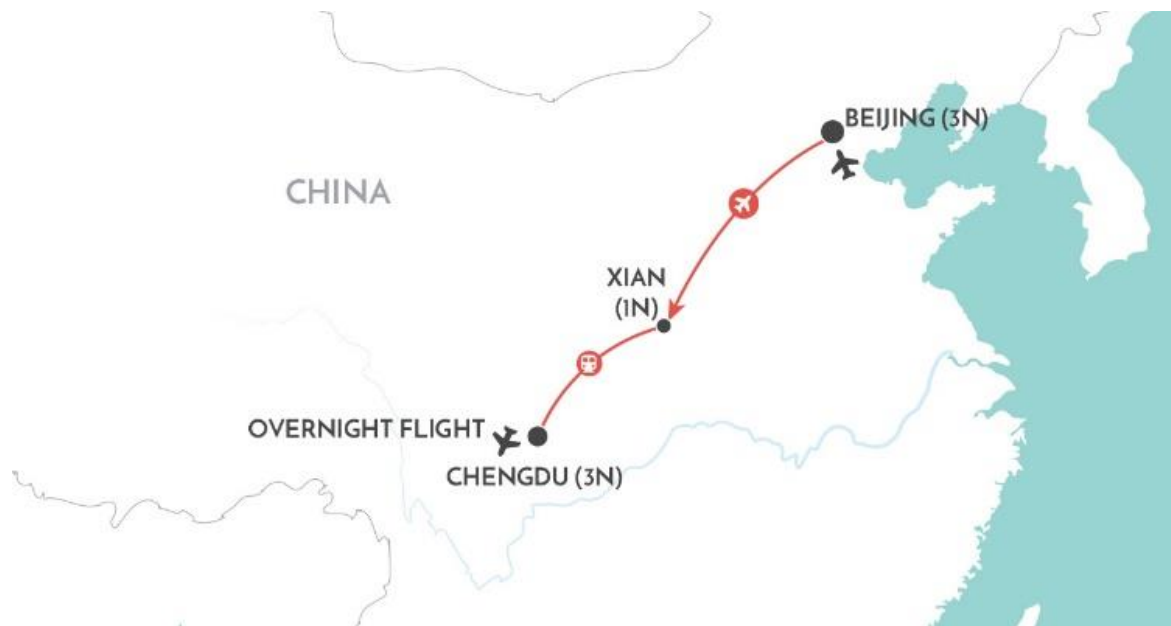 BEIJING (3N)
CHINA
XIAN
(1N)
OVERNIGHT FLIGHT
CHENGDU (3N)